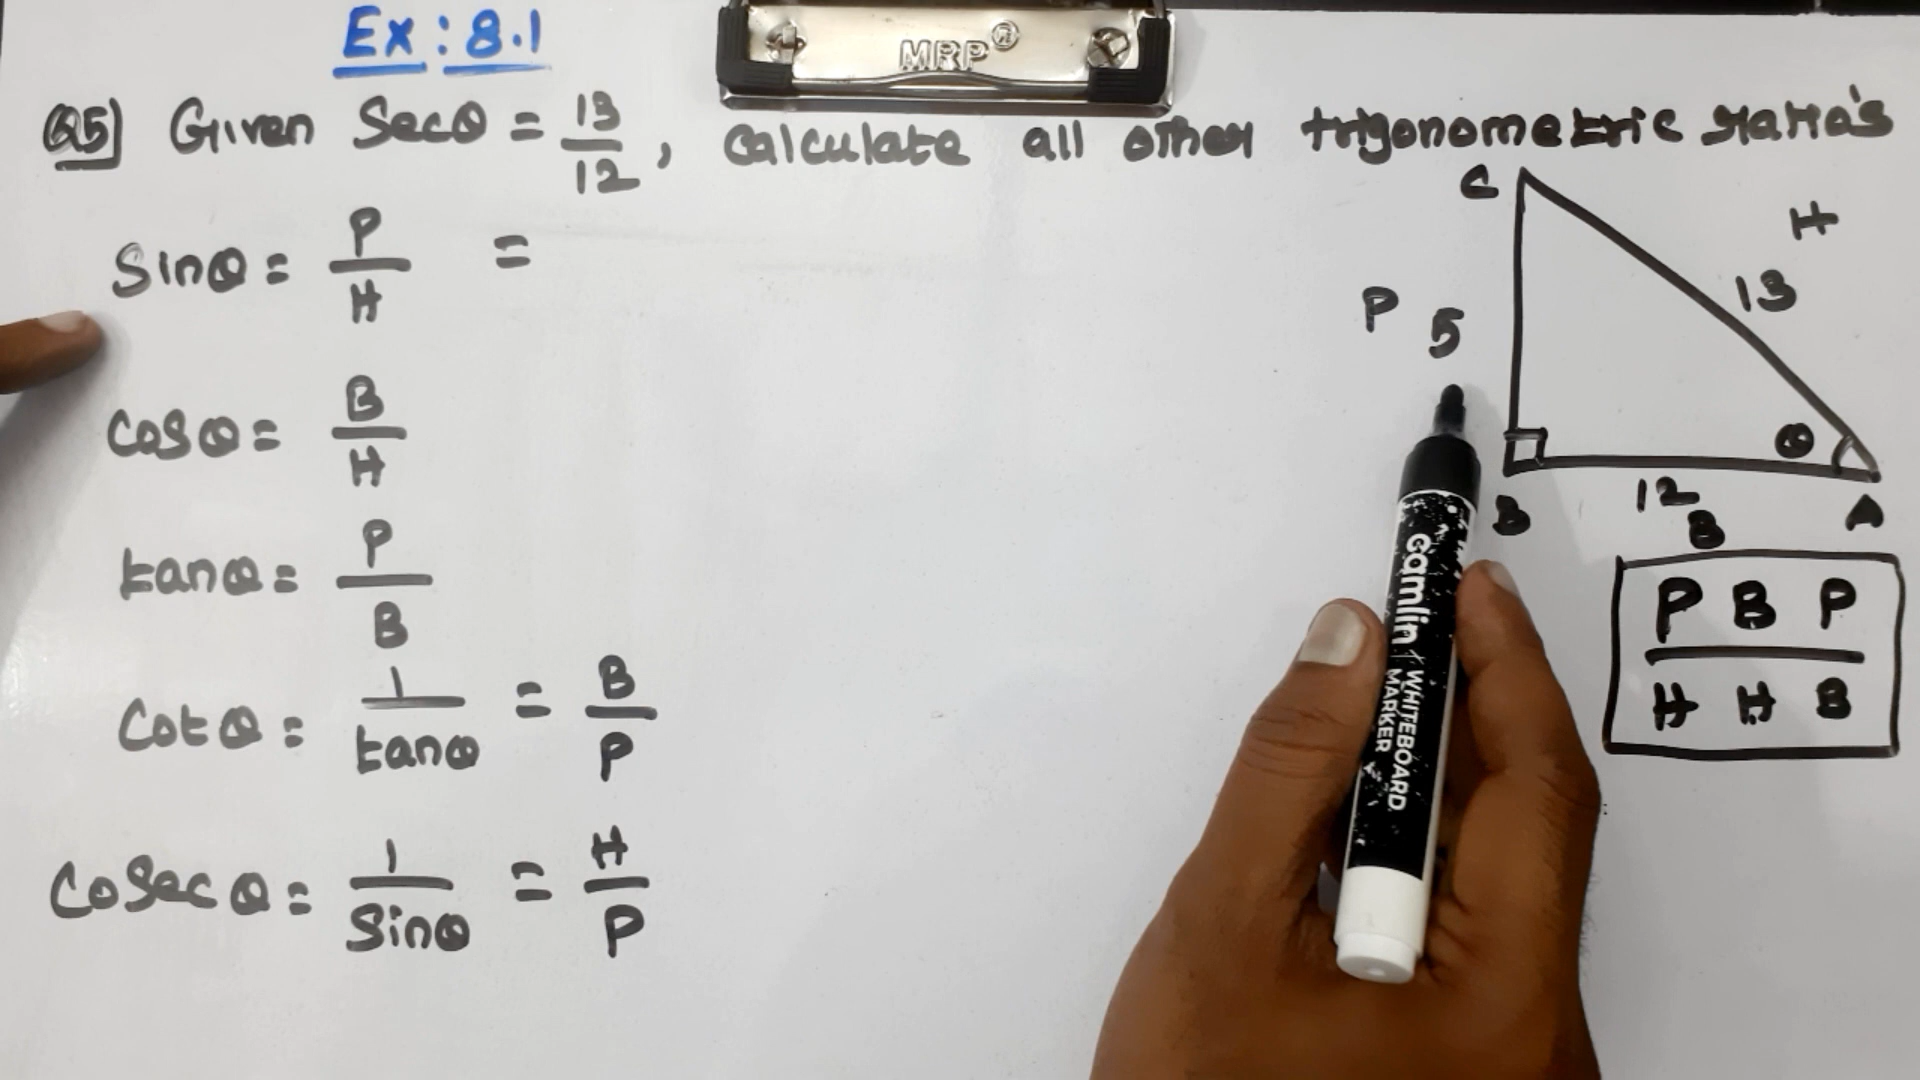 Ex : 8.1
MRP®
Q5] Given Secθ = 13/12, calculate all other trigonometric ratio's
Sinθ = P/H =
Cosθ = B/H
tanθ = P/B
Cotθ = 1/tanθ = B/P
Cosecθ = 1/Sinθ = H/P
C
H
13
P 5
θ
B 12 A
B
P B P
H H B
camlin
WHITEBOARD
MARKER